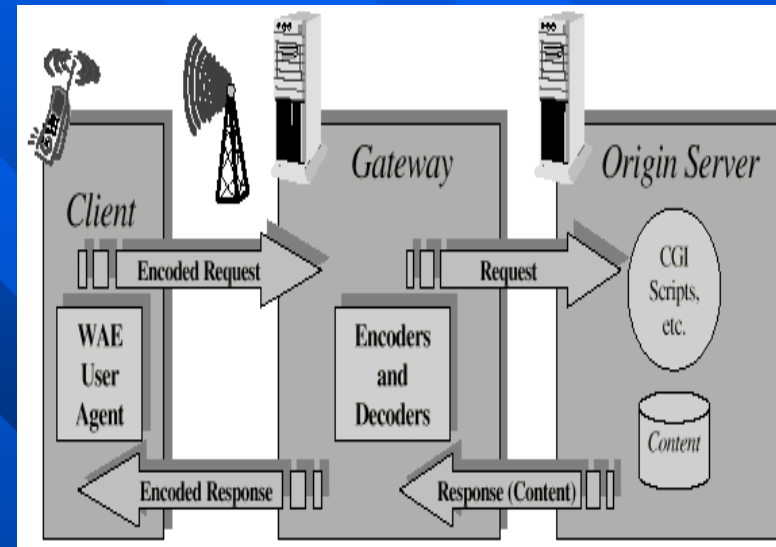 Client
Gateway
Origin Server
Encoded Request
Request
CGI
Scripts,
etc.
WAE
User
Agent
Encoders
and
Decoders
Content
Encoded Response
Response (Content)